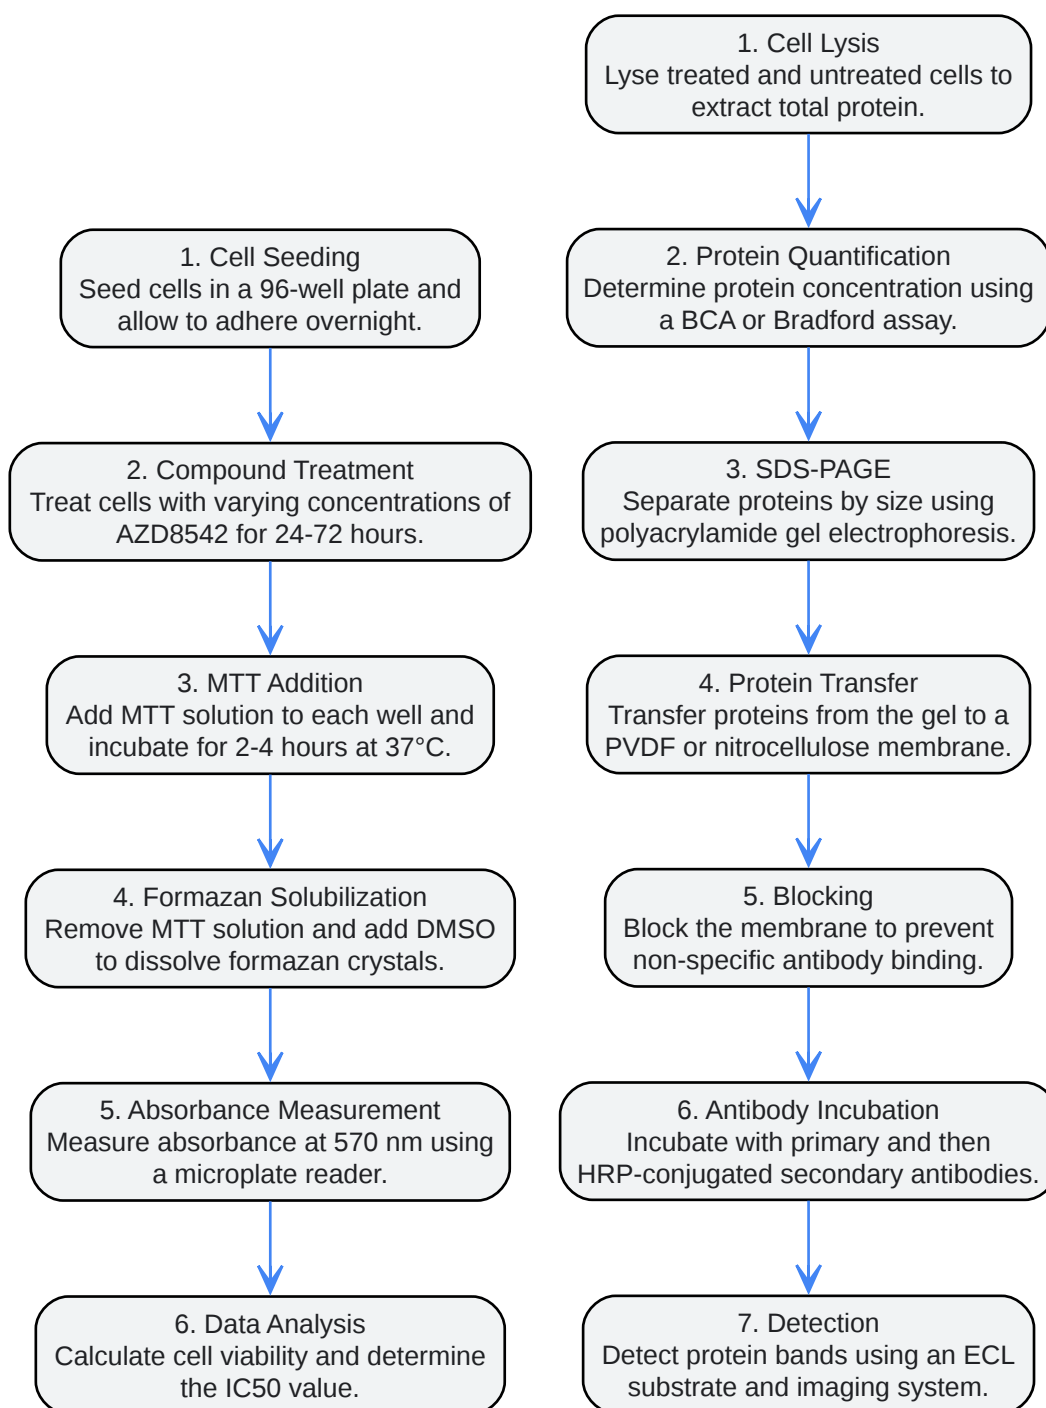 1. Cell Seeding
Seed cells in a 96-well plate and
allow to adhere overnight.
2. Compound Treatment
Treat cells with varying concentrations of
AZD8542 for 24-72 hours.
3. MTT Addition
Add MTT solution to each well and
incubate for 2-4 hours at 37°C.
4. Formazan Solubilization
Remove MTT solution and add DMSO
to dissolve formazan crystals.
5. Absorbance Measurement
Measure absorbance at 570 nm using
a microplate reader.
6. Data Analysis
Calculate cell viability and determine
the IC50 value.
1. Cell Lysis
Lyse treated and untreated cells to
extract total protein.
2. Protein Quantification
Determine protein concentration using
a BCA or Bradford assay.
3. SDS-PAGE
Separate proteins by size using
polyacrylamide gel electrophoresis.
4. Protein Transfer
Transfer proteins from the gel to a
PVDF or nitrocellulose membrane.
5. Blocking
Block the membrane to prevent
non-specific antibody binding.
6. Antibody Incubation
Incubate with primary and then
HRP-conjugated secondary antibodies.
7. Detection
Detect protein bands using an ECL
substrate and imaging system.